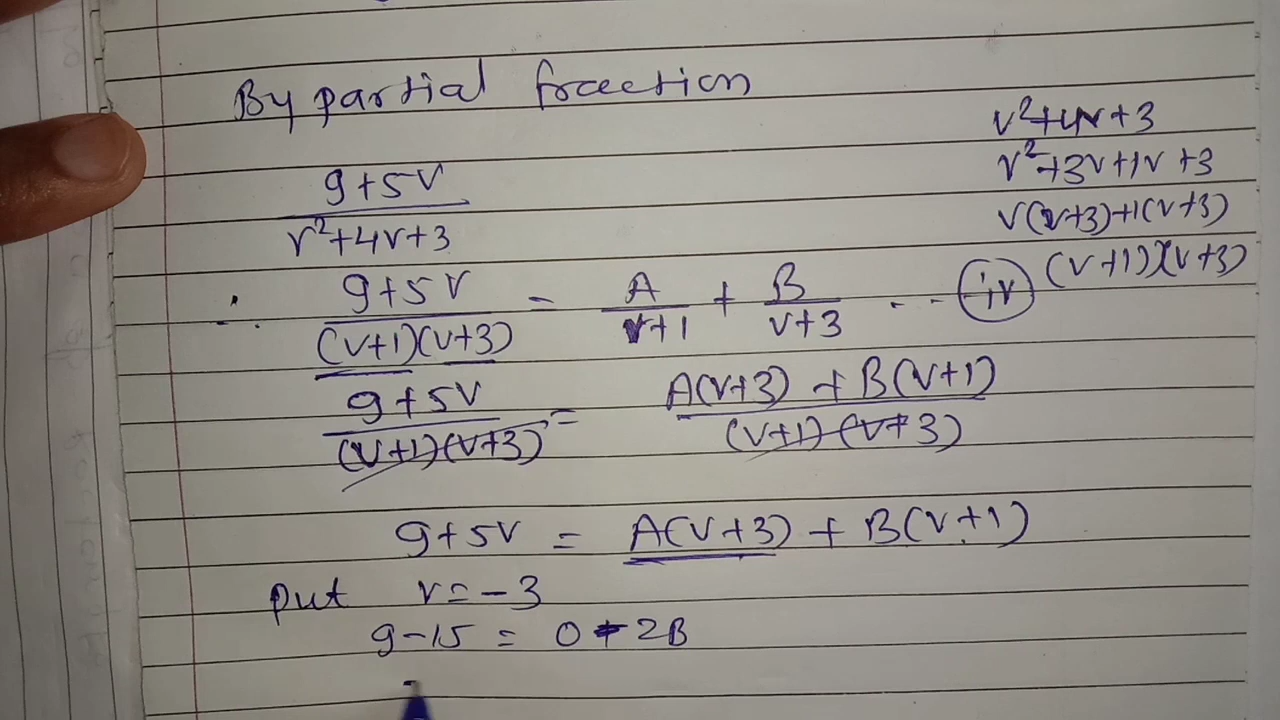 By partial fraction
9+5v
v²+4v+3
∴ 9+5v/(v+1)(v+3) = A/v+1 + B/v+3 ... (iv)
9+5v/(v+1)(v+3) = A(v+3) + B(v+1)/(v+1)(v+3)
9+5v = A(v+3) + B(v+1)
put v = -3
9-15 = 0 - 2B
v²+4v+3
v²+3v+1v+3
v(v+3)+1(v+3)
(v+1)(v+3)